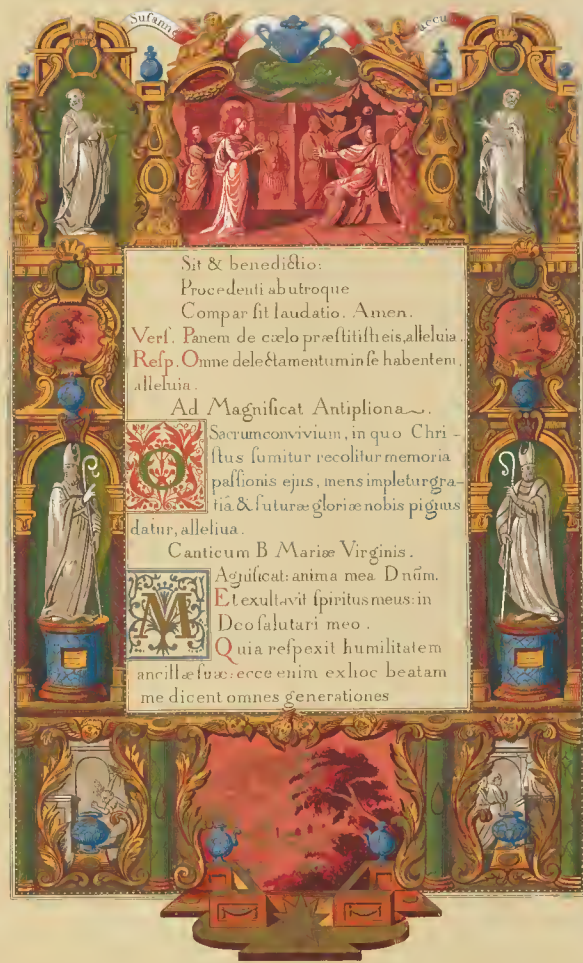 Susanne
accu
Sit & benedictio:
Procedenti ab utroque
Compar sit laudatio. Amen.
Verſ. Panem de cælo præſtitiſti eis, alleluia.
Reſp. Omne delectamentum in ſe habentem,
alleluia.
Ad Magnificat Antiphona.
O Sacrum convivium, in quo Chri-
ſtus ſumitur recolitur memoria
paſſionis ejus, mens impletur gra-
tiâ & futuræ gloriæ nobis pignus
datur, alleluia.
Canticum B Mariæ Virginis.
MAgnificat: anima mea Dnūm.
Et exultavit ſpiritus meus: in
Deo ſalutari meo.
Quia reſpexit humilitatem
ancillæ ſuæ: ecce enim ex hoc beatam
me dicent omnes generationes